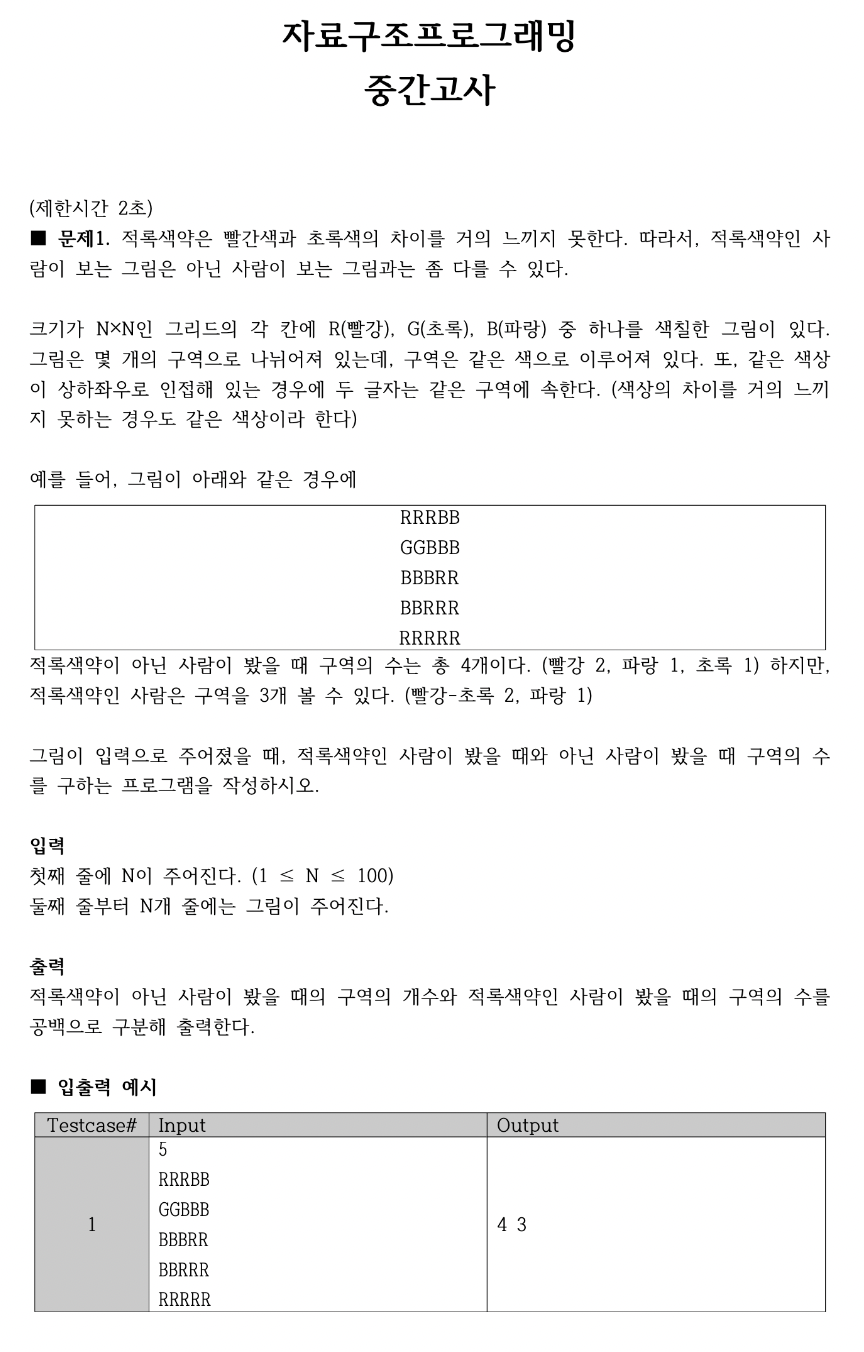 자료구조프로그래밍
중간고사
(제한시간 2초)
■ 문제1. 적록색약은 빨간색과 초록색의 차이를 거의 느끼지 못한다. 따라서, 적록색약인 사
람이 보는 그림은 아닌 사람이 보는 그림과는 좀 다를 수 있다.
크기가 N×N인 그리드의 각 칸에 R(빨강), G(초록), B(파랑) 중 하나를 색칠한 그림이 있다.
그림은 몇 개의 구역으로 나뉘어져 있는데, 구역은 같은 색으로 이루어져 있다. 또, 같은 색상
이 상하좌우로 인접해 있는 경우에 두 글자는 같은 구역에 속한다. (색상의 차이를 거의 느끼
지 못하는 경우도 같은 색상이라 한다)
예를 들어, 그림이 아래와 같은 경우에
RRRBB
GGBBB
BBBRR
BBRRR
RRRRR
적록색약이 아닌 사람이 봤을 때 구역의 수는 총 4개이다. (빨강 2, 파랑 1, 초록 1) 하지만,
적록색약인 사람은 구역을 3개 볼 수 있다. (빨강-초록 2, 파랑 1)
그림이 입력으로 주어졌을 때, 적록색약인 사람이 봤을 때와 아닌 사람이 봤을 때 구역의 수
를 구하는 프로그램을 작성하시오.
입력
첫째 줄에 N이 주어진다. (1 ≤ N ≤ 100)
둘째 줄부터 N개 줄에는 그림이 주어진다.
출력
적록색약이 아닌 사람이 봤을 때의 구역의 개수와 적록색약인 사람이 봤을 때의 구역의 수를
공백으로 구분해 출력한다.
■ 입출력 예시
Testcase# Input Output
1
5
RRRBB
GGBBB
BBBRR
BBRRR
RRRRR
4 3